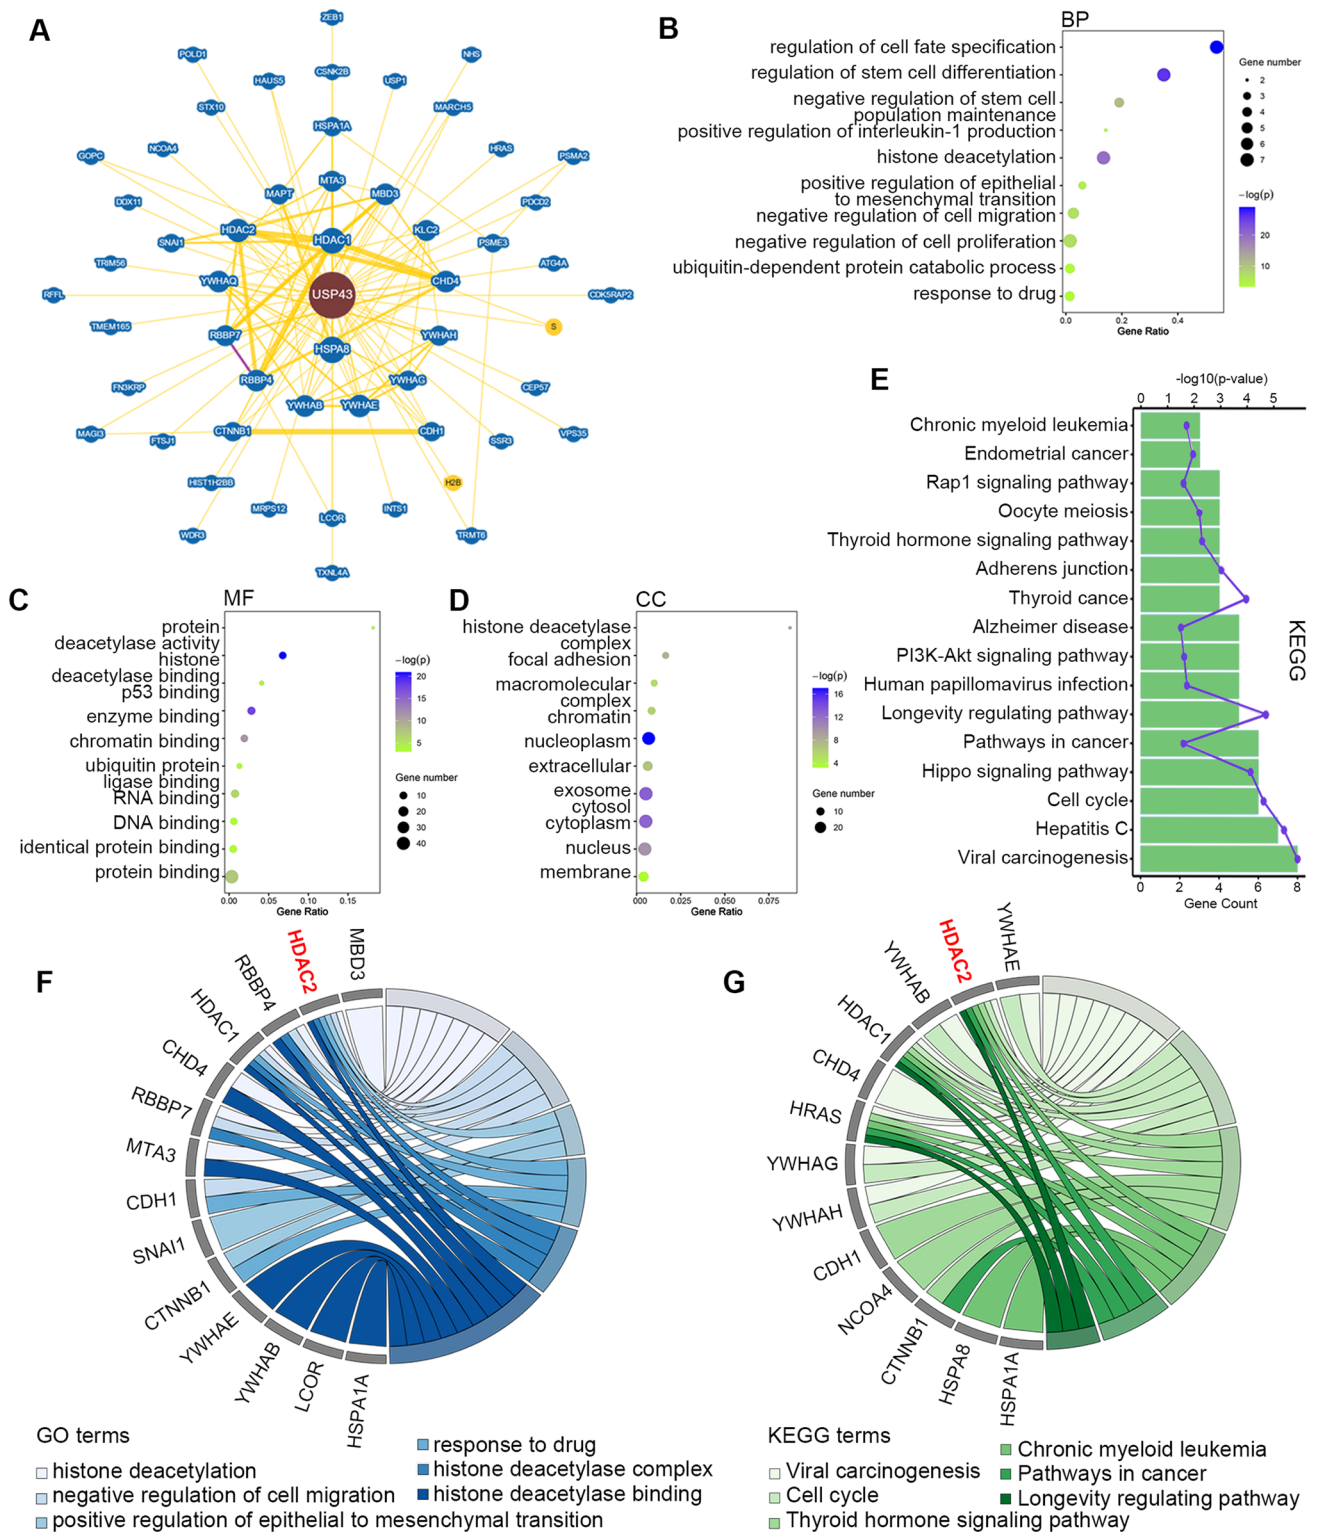 A
ZEB1
POLD1
NHS
CSNK2B
HAUS5
USP1
STX10
MARCH5
HSPA1A
NCOA4
HRAS
GOPC
PSMA2
MTA3
MAPT
MBD3
DDX11
PDCD2
HDAC2
KLC2
HDAC1
SNAI1
PSME3
TRIM56
ATG4A
YWHAQ
CHD4
RFFL
USP43
CDK5RAP2
TMEM165
S
RBBP7
YWHAH
HSPA8
RBBP4
YWHAG
FN3KRP
CEP57
YWHAB
YWHAE
MAGI3
FTSJ1
CTNNB1
CDH1
SSR3
VPS35
HIST1H2BB
H2B
MRPS12
LCOR
INTS1
WDR3
TRMT6
TXNL4A
B
BP
regulation of cell fate specification
regulation of stem cell differentiation
negative regulation of stem cell
population maintenance
positive regulation of interleukin-1 production
histone deacetylation
positive regulation of epithelial
to mesenchymal transition
negative regulation of cell migration
negative regulation of cell proliferation
ubiquitin-dependent protein catabolic process
response to drug
0.0 0.2 0.4
Gene Ratio
Gene number
2
3
4
5
6
7
−log(p)
20
10
E
-log10(p-value)
0 1 2 3 4 5
Chronic myeloid leukemia
Endometrial cancer
Rap1 signaling pathway
Oocyte meiosis
Thyroid hormone signaling pathway
Adherens junction
Thyroid cance
Alzheimer disease
PI3K-Akt signaling pathway
Human papillomavirus infection
Longevity regulating pathway
Pathways in cancer
Hippo signaling pathway
Cell cycle
Hepatitis C
Viral carcinogenesis
0 2 4 6 8
Gene Count
KEGG
C
MF
protein
deacetylase activity
histone
deacetylase binding
p53 binding
enzyme binding
chromatin binding
ubiquitin protein
ligase binding
RNA binding
DNA binding
identical protein binding
protein binding
0.00 0.05 0.10 0.15
Gene Ratio
−log(p)
20
15
10
5
Gene number
10
20
30
40
D
CC
histone deacetylase
complex
focal adhesion
macromolecular
complex
chromatin
nucleoplasm
extracellular
exosome
cytosol
cytoplasm
nucleus
membrane
0.000 0.025 0.050 0.075
Gene Ratio
−log(p)
16
12
8
4
Gene number
10
20
F
MBD3
HDAC2
RBBP4
HDAC1
CHD4
RBBP7
MTA3
CDH1
SNAI1
CTNNB1
YWHAE
YWHAB
LCOR
HSPA1A
GO terms
histone deacetylation
negative regulation of cell migration
positive regulation of epithelial to mesenchymal transition
response to drug
histone deacetylase complex
histone deacetylase binding
G
YWHAE
HDAC2
YWHAB
HDAC1
CHD4
HRAS
YWHAG
YWHAH
CDH1
NCOA4
CTNNB1
HSPA8
HSPA1A
KEGG terms
Viral carcinogenesis
Cell cycle
Thyroid hormone signaling pathway
Chronic myeloid leukemia
Pathways in cancer
Longevity regulating pathway